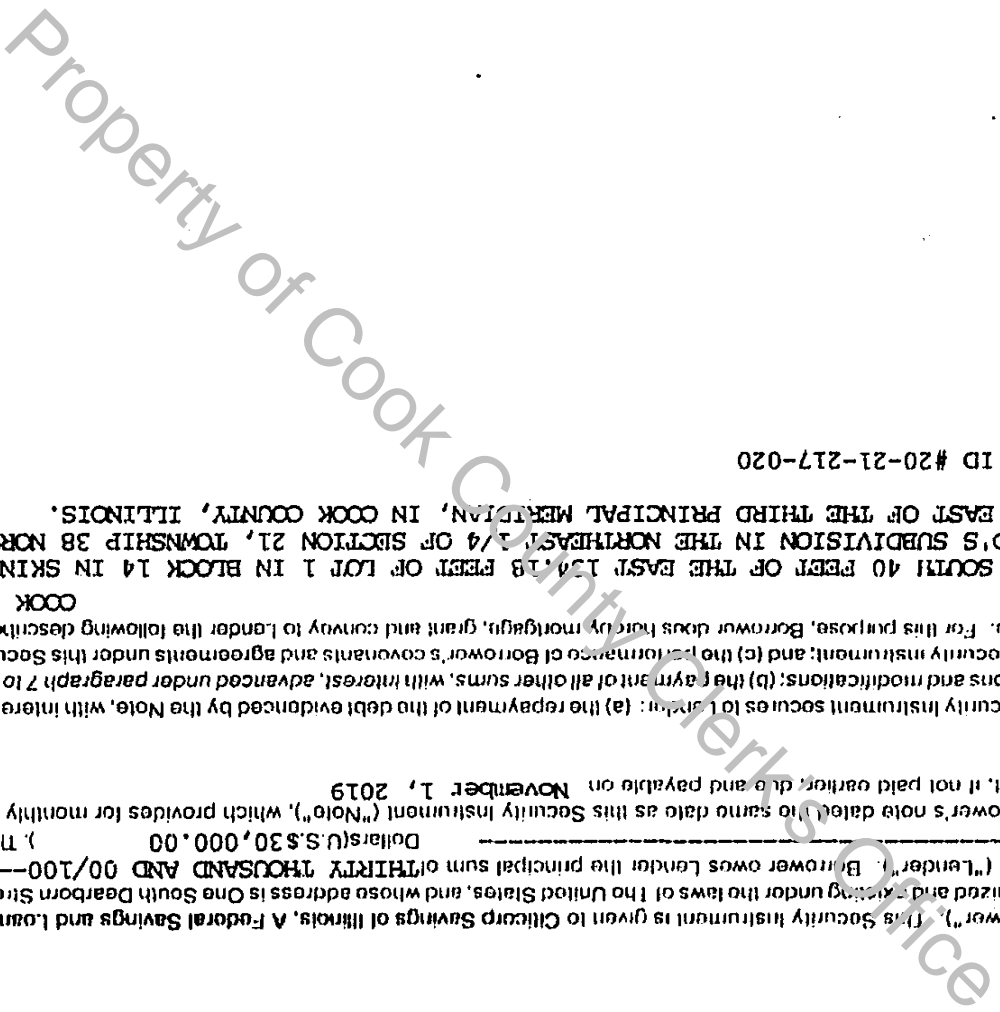 wer"). This Security Instrument is given to Citicorp Savings of Illinois, A Federal Savings and Loan
ized and existing under the laws of The United States, and whose address is One South Dearborn Stre
("Lender"). Borrower owes Lender the principal sum of THIRTY THOUSAND AND 00/100--
Dollars(U.S.$30,000.00 ). Th
ower's note dated the same date as this Security Instrument ("Note"), which provides for monthly
t, if not paid earlier, due and payable on November 1, 2019
curity Instrument secures to Lender: (a) the repayment of the debt evidenced by the Note, with intere
ons and modifications; (b) the payment of all other sums, with interest, advanced under paragraph 7 to
ecurity Instrument; and (c) the performance of Borrower's covenants and agreements under this Secu
e. For this purpose, Borrower does hereby mortgage, grant and convey to Lender the following describ
COOK
SOUTH 40 FEET OF THE EAST 134.18 FEET OF LOT 1 IN BLOCK 14 IN SKIN
D'S SUBDIVISION IN THE NORTHEAST 1/4 OF SECTION 21, TOWNSHIP 38 NOR
EAST OF THE THIRD PRINCIPAL MERIDIAN, IN COOK COUNTY, ILLINOIS.
ID #20-21-217-020
Property of Cook County Clerk's Office